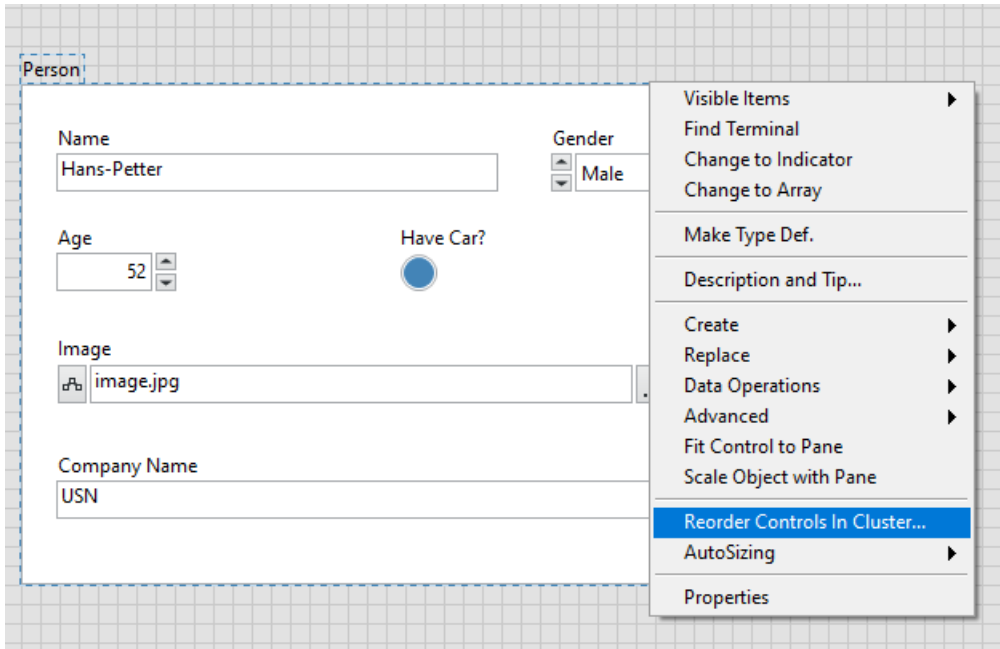 Person
Name
Hans-Petter
Gender
Male
Age
52
Have Car?
Image
image.jpg
.
Company Name
USN
Visible Items
Find Terminal
Change to Indicator
Change to Array
Make Type Def.
Description and Tip...
Create
Replace
Data Operations
Advanced
Fit Control to Pane
Scale Object with Pane
Reorder Controls In Cluster...
AutoSizing
Properties